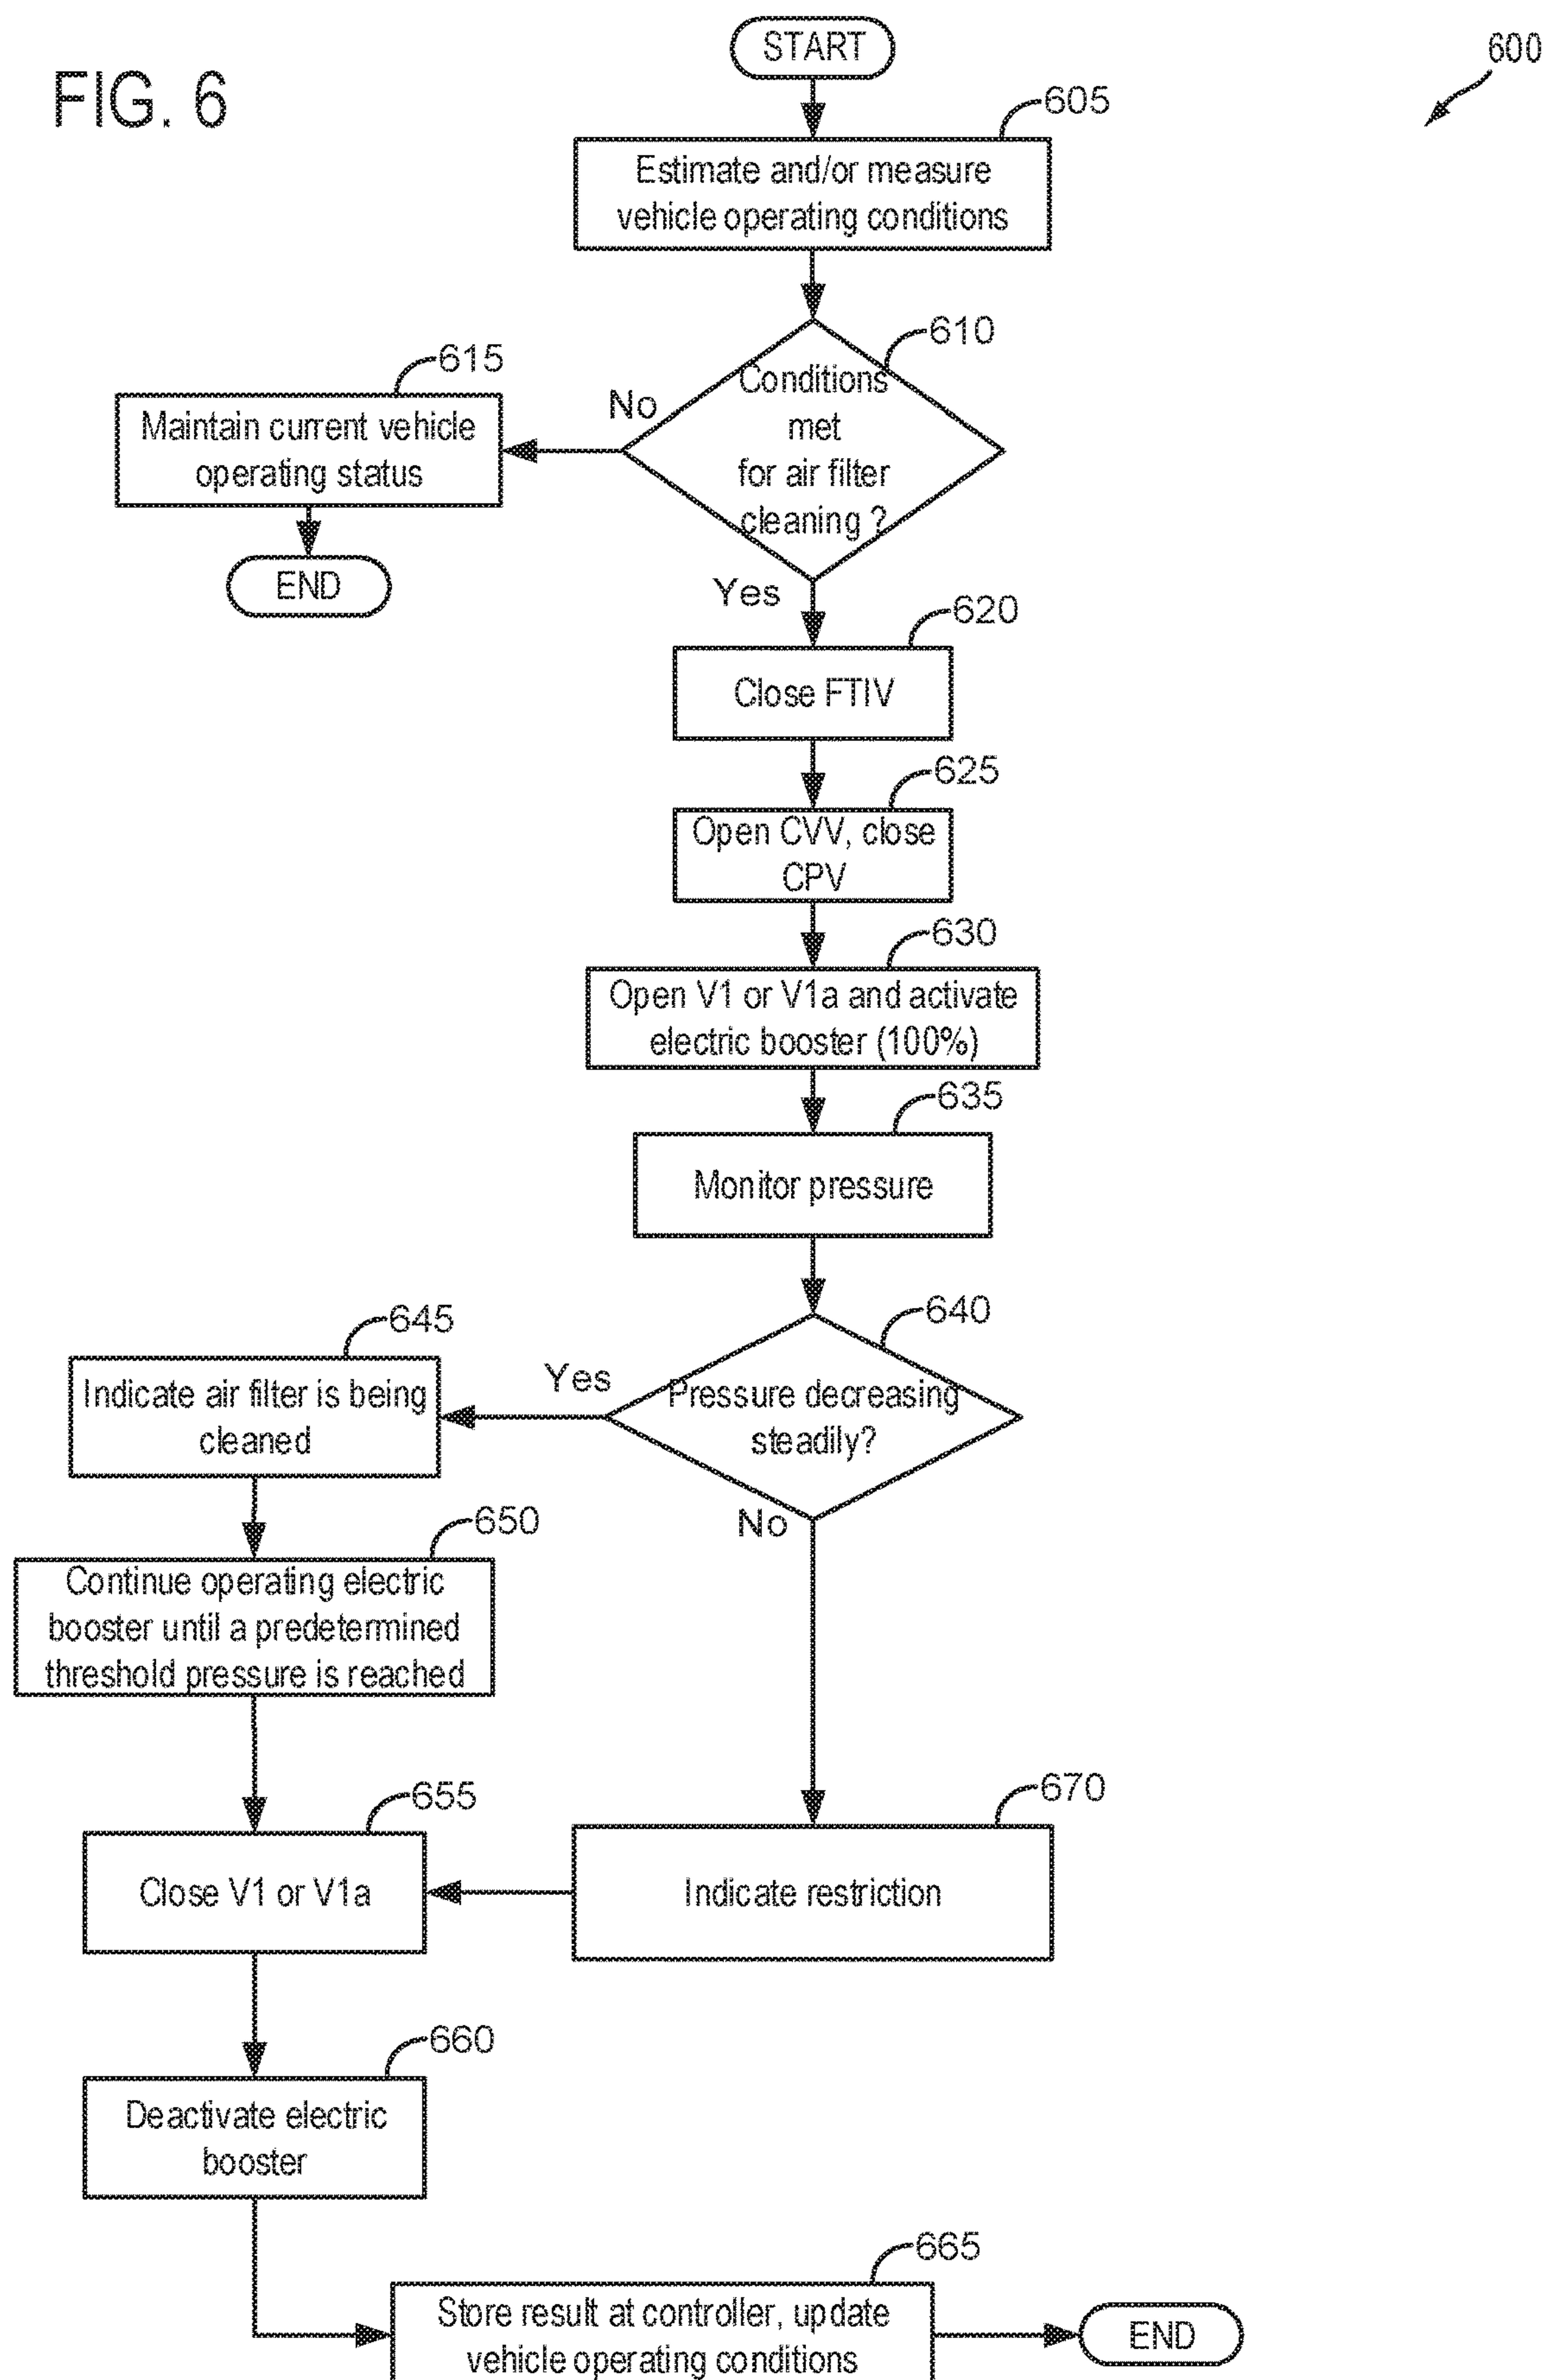 FIG. 6
START
600
605
Estimate and/or measure
vehicle operating conditions
610
Conditions
met
for air filter
cleaning ?
No
615
Maintain current vehicle
operating status
END
Yes
620
Close FTIV
625
Open CVV, close
CPV
630
Open V1 or V1a and activate
electric booster (100%)
635
Monitor pressure
640
Pressure decreasing
steadily?
Yes
645
Indicate air filter is being
cleaned
No
650
Continue operating electric
booster until a predetermined
threshold pressure is reached
655
Close V1 or V1a
670
Indicate restriction
660
Deactivate electric
booster
665
Store result at controller, update
vehicle operating conditions
END